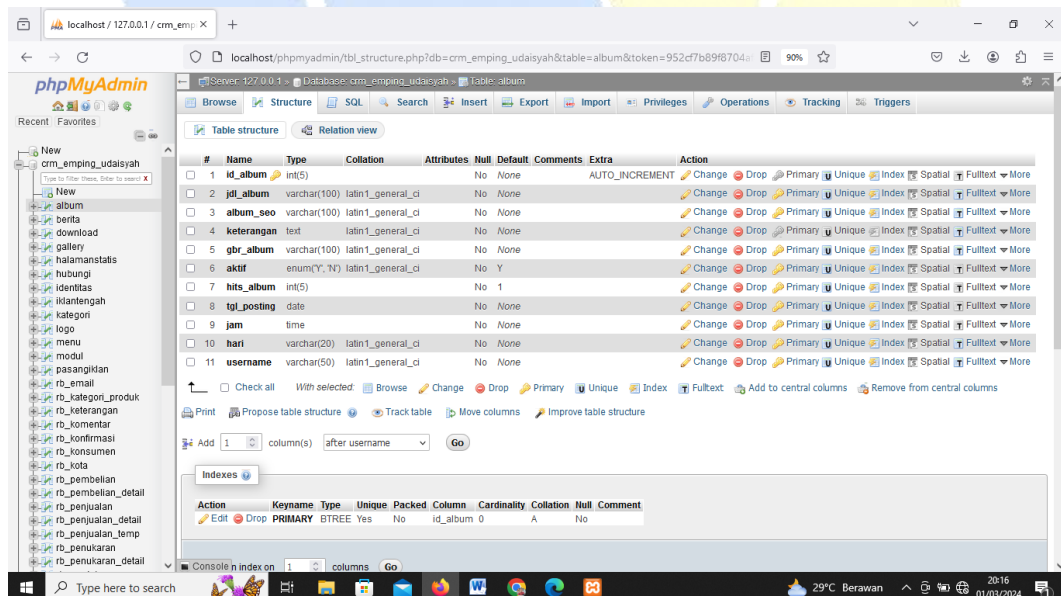 localhost / 127.0.0.1 / crm_emp
localhost/phpmyadmin/tbl_structure.php?db=crm_emping_udaisyah&table=album&token=952cf7b89f8704a
90%
phpMyAdmin
Recent Favorites
New
crm_emping_udaisyah
Type to filter these, Enter to search X
New
album
berita
download
gallery
halamanstatis
hubungi
identitas
iklantengah
kategori
logo
menu
modul
pasangiklan
rb_email
rb_kategori_produk
rb_keterangan
rb_komentar
rb_konfirmasi
rb_konsumen
rb_kota
rb_pembelian
rb_pembelian_detail
rb_penjualan
rb_penjualan_detail
rb_penjualan_temp
rb_penukaran
rb_penukaran_detail
Server: 127.0.0.1 » Database: crm_emping_udaisyah » Table: album
Browse Structure SQL Search Insert Export Import Privileges Operations Tracking Triggers
Table structure Relation view
# Name Type Collation Attributes Null Default Comments Extra Action
1 id_album int(5) No None AUTO_INCREMENT Change Drop Primary Unique Index Spatial Fulltext More
2 jdl_album varchar(100) latin1_general_ci No None Change Drop Primary Unique Index Spatial Fulltext More
3 album_seo varchar(100) latin1_general_ci No None Change Drop Primary Unique Index Spatial Fulltext More
4 keterangan text latin1_general_ci No None Change Drop Primary Unique Index Spatial Fulltext More
5 gbr_album varchar(100) latin1_general_ci No None Change Drop Primary Unique Index Spatial Fulltext More
6 aktif enum('Y', 'N') latin1_general_ci No Y Change Drop Primary Unique Index Spatial Fulltext More
7 hits_album int(5) No 1 Change Drop Primary Unique Index Spatial Fulltext More
8 tgl_posting date No None Change Drop Primary Unique Index Spatial Fulltext More
9 jam time No None Change Drop Primary Unique Index Spatial Fulltext More
10 hari varchar(20) latin1_general_ci No None Change Drop Primary Unique Index Spatial Fulltext More
11 username varchar(50) latin1_general_ci No None Change Drop Primary Unique Index Spatial Fulltext More
Check all With selected: Browse Change Drop Primary Unique Index Fulltext Add to central columns Remove from central columns
Print Propose table structure Track table Move columns Improve table structure
Add 1 column(s) after username Go
Indexes
Action Keyname Type Unique Packed Column Cardinality Collation Null Comment
Edit Drop PRIMARY BTREE Yes No id_album 0 A No
Console n index on 1 columns Go
Type here to search
29°C Berawan
20:16
01/03/2024